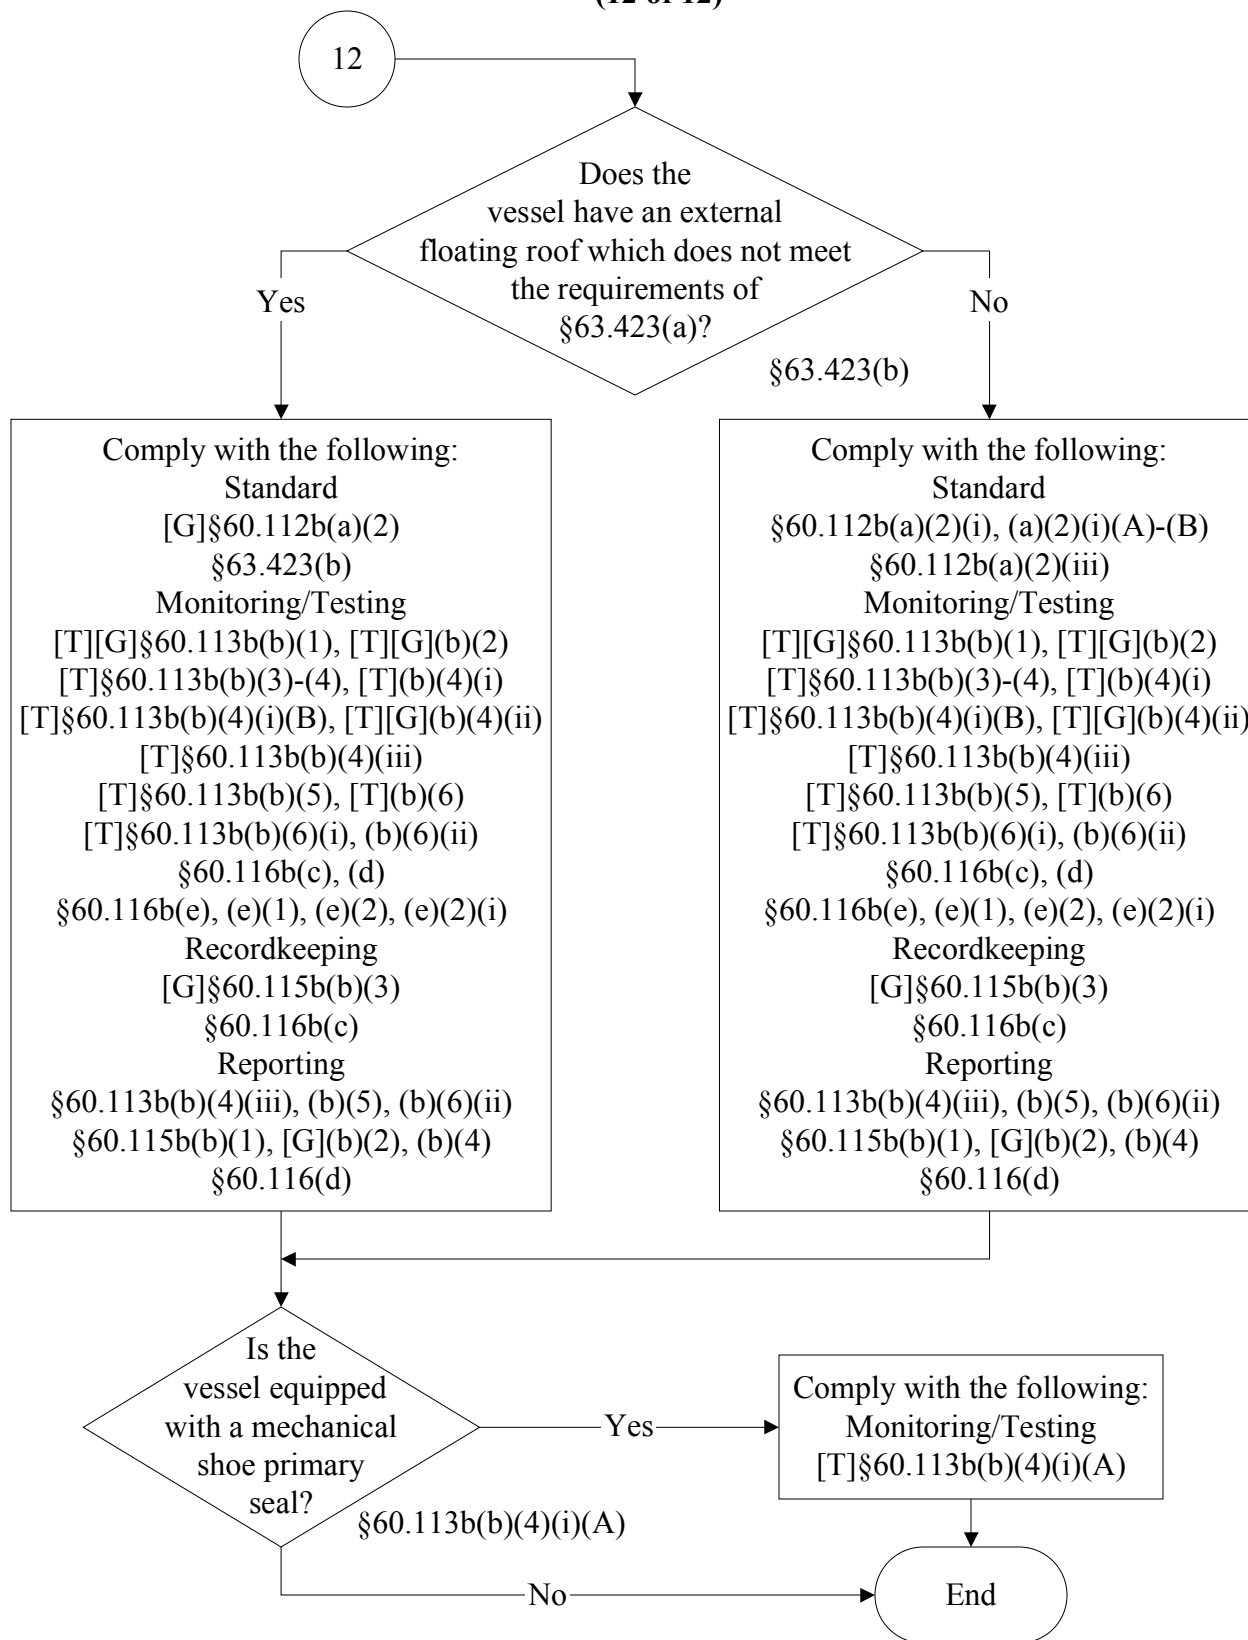 (12 of 12)
12
Does the
vessel have an external
floating roof which does not meet
the requirements of
§63.423(a)?
Yes
No
§63.423(b)
Comply with the following:
Standard
[G]§60.112b(a)(2)
§63.423(b)
Monitoring/Testing
[T][G]§60.113b(b)(1), [T][G](b)(2)
[T]§60.113b(b)(3)-(4), [T](b)(4)(i)
[T]§60.113b(b)(4)(i)(B), [T][G](b)(4)(ii)
[T]§60.113b(b)(4)(iii)
[T]§60.113b(b)(5), [T](b)(6)
[T]§60.113b(b)(6)(i), (b)(6)(ii)
§60.116b(c), (d)
§60.116b(e), (e)(1), (e)(2), (e)(2)(i)
Recordkeeping
[G]§60.115b(b)(3)
§60.116b(c)
Reporting
§60.113b(b)(4)(iii), (b)(5), (b)(6)(ii)
§60.115b(b)(1), [G](b)(2), (b)(4)
§60.116(d)
Comply with the following:
Standard
§60.112b(a)(2)(i), (a)(2)(i)(A)-(B)
§60.112b(a)(2)(iii)
Monitoring/Testing
[T][G]§60.113b(b)(1), [T][G](b)(2)
[T]§60.113b(b)(3)-(4), [T](b)(4)(i)
[T]§60.113b(b)(4)(i)(B), [T][G](b)(4)(ii)
[T]§60.113b(b)(4)(iii)
[T]§60.113b(b)(5), [T](b)(6)
[T]§60.113b(b)(6)(i), (b)(6)(ii)
§60.116b(c), (d)
§60.116b(e), (e)(1), (e)(2), (e)(2)(i)
Recordkeeping
[G]§60.115b(b)(3)
§60.116b(c)
Reporting
§60.113b(b)(4)(iii), (b)(5), (b)(6)(ii)
§60.115b(b)(1), [G](b)(2), (b)(4)
§60.116(d)
Is the
vessel equipped
with a mechanical
shoe primary
seal?
§60.113b(b)(4)(i)(A)
Yes
Comply with the following:
Monitoring/Testing
[T]§60.113b(b)(4)(i)(A)
No
End